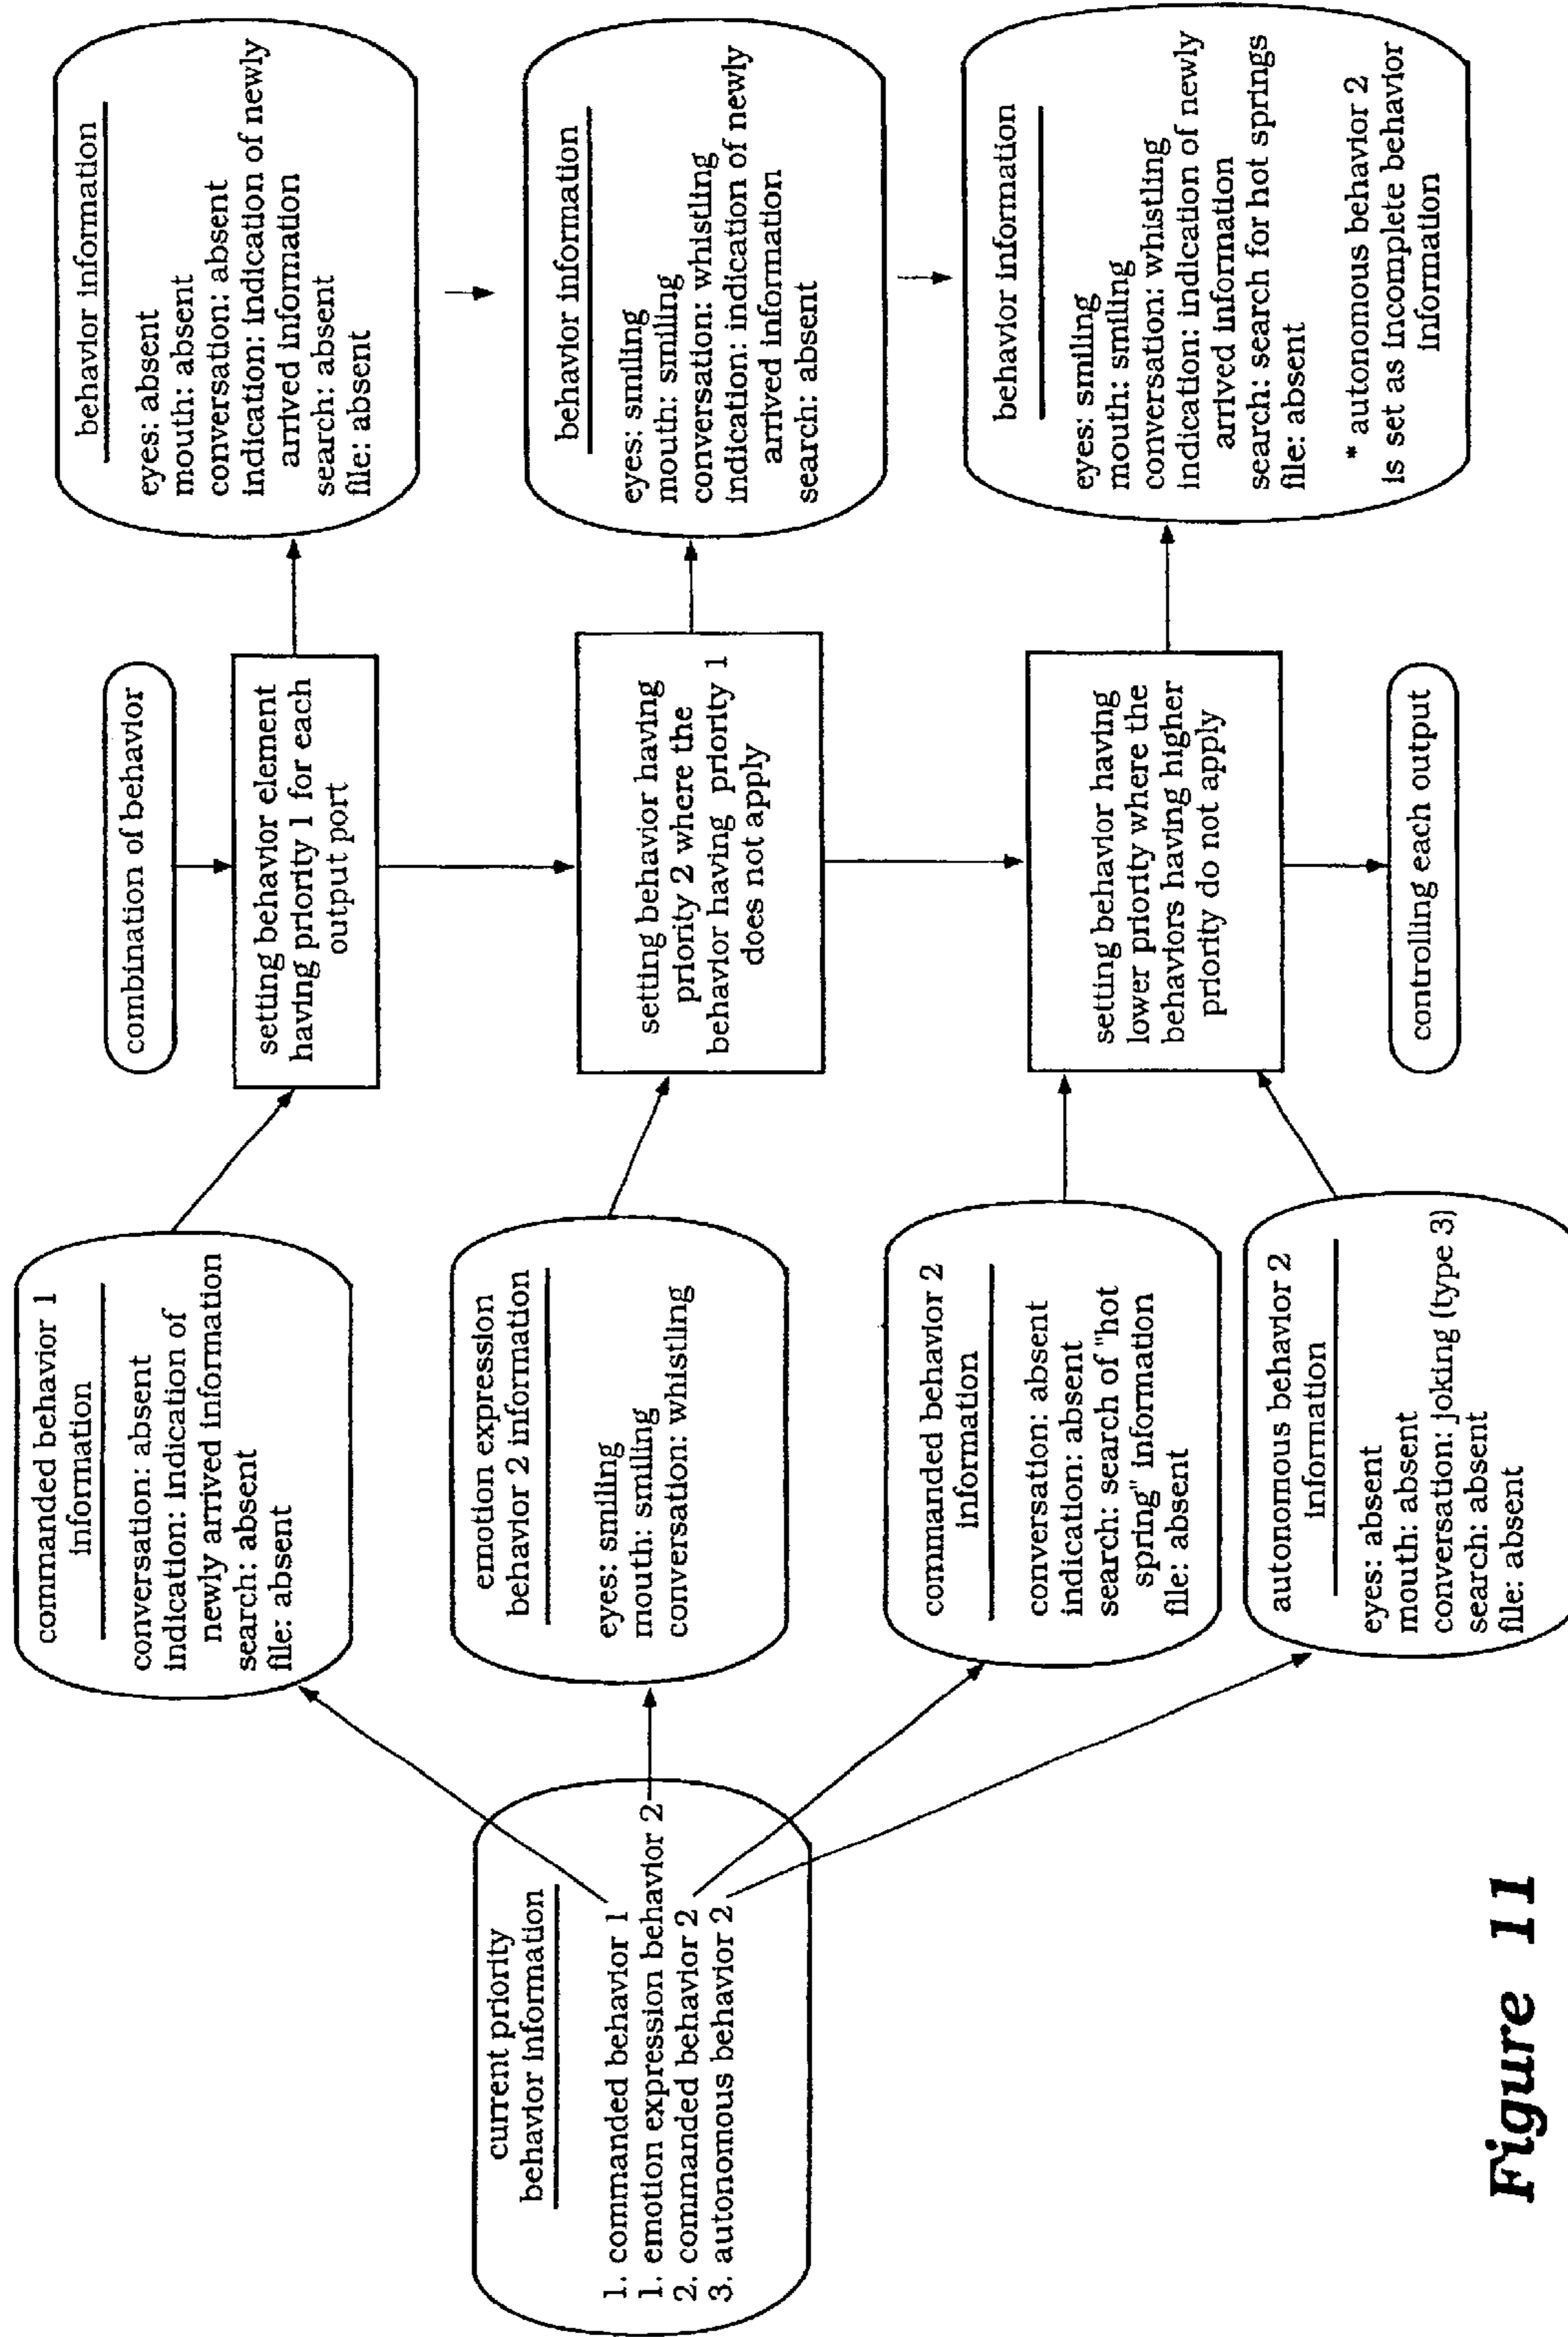 current priority
behavior information
1. commanded behavior 1
1. emotion expression behavior 2
2. commanded behavior 2
3. autonomous behavior 2
commanded behavior 1
information
conversation: absent
indication: indication of
newly arrived information
search: absent
file: absent
emotion expression
behavior 2 information
eyes: smiling
mouth: smiling
conversation: whistling
commanded behavior 2
information
conversation: absent
indication: absent
search: search of "hot
spring" information
file: absent
autonomous behavior 2
information
eyes: absent
mouth: absent
conversation: joking (type 3)
search: absent
file: absent
combination of behavior
setting behavior element
having priority 1 for each
output port
setting behavior having
priority 2 where the
behavior having priority 1
does not apply
setting behavior having
lower priority where the
behaviors having higher
priority do not apply
controlling each output
behavior information
eyes: absent
mouth: absent
conversation: absent
indication: indication of newly
arrived information
search: absent
file: absent
behavior information
eyes: smiling
mouth: smiling
conversation: whistling
indication: indication of newly
arrived information
search: absent
behavior information
eyes: smiling
mouth: smiling
conversation: whistling
indication: indication of newly
arrived information
search: search for hot springs
file: absent
* autonomous behavior 2
is set as incomplete behavior
information
Figure 11